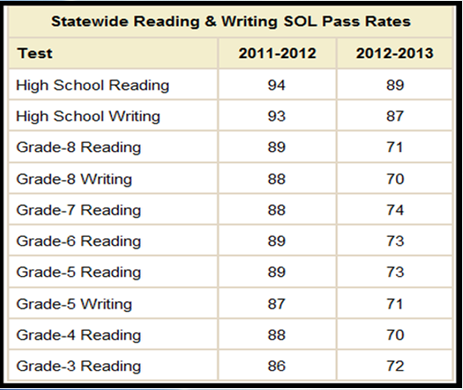 Statewide Reading & Writing SOL Pass Rates
Test 2011-2012 2012-2013
High School Reading 94 89
High School Writing 93 87
Grade-8 Reading 89 71
Grade-8 Writing 88 70
Grade-7 Reading 88 74
Grade-6 Reading 89 73
Grade-5 Reading 89 73
Grade-5 Writing 87 71
Grade-4 Reading 88 70
Grade-3 Reading 86 72